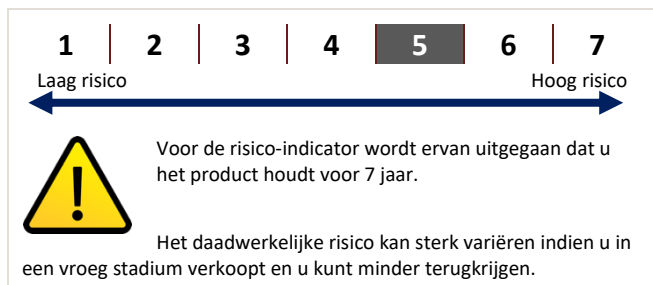 1 2 3 4 5 6 7
Laag risico Hoog risico
Voor de risico-indicator wordt ervan uitgegaan dat u
het product houdt voor 7 jaar.
Het daadwerkelijke risico kan sterk variëren indien u in
een vroeg stadium verkoopt en u kunt minder terugkrijgen.